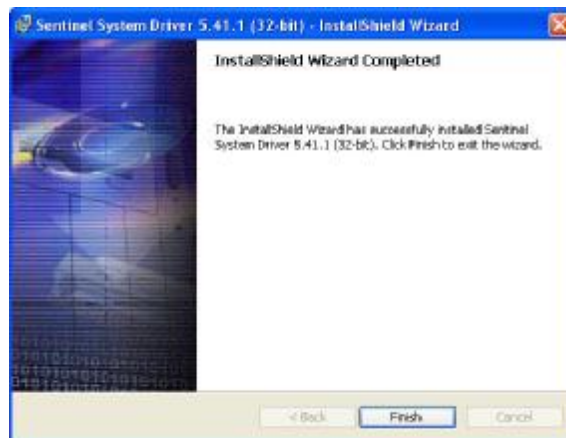 Sentinel System Driver 5.41.1 (32-bit) - InstallShield Wizard
InstallShield Wizard Completed
The InstallShield Wizard has successfully installed Sentinel
System Driver 5.41.1 (32-bit). Click Finish to exit the wizard.
< Back
Finish
Cancel